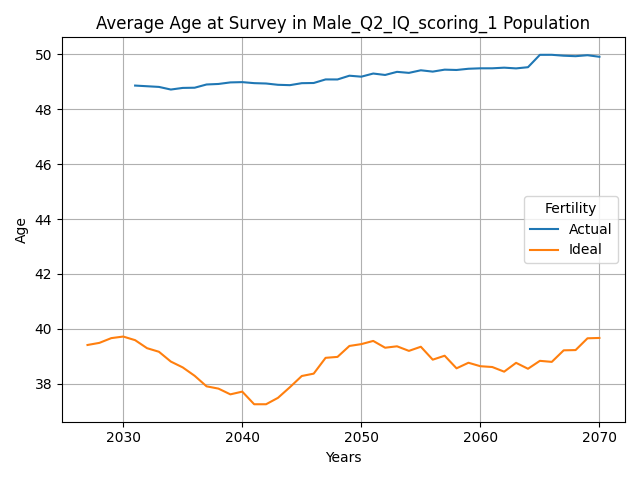 Average Age at Survey in Male_Q2_IQ_scoring_1 Population
50
48
46
44
42
40
38
Age
Fertility
Actual
Ideal
2030
2040
2050
2060
2070
Years